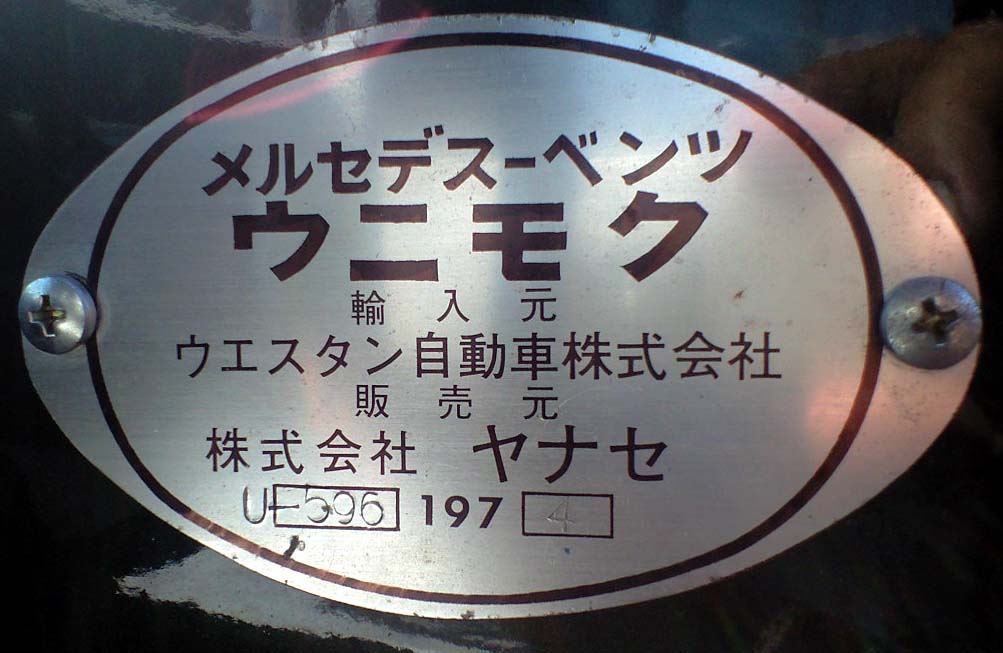 メルセデスーベンツ
ウニモク
輸入元
ウエスタン自動車株式会社
販売元
株式会社 ヤナセ
U-596 1974